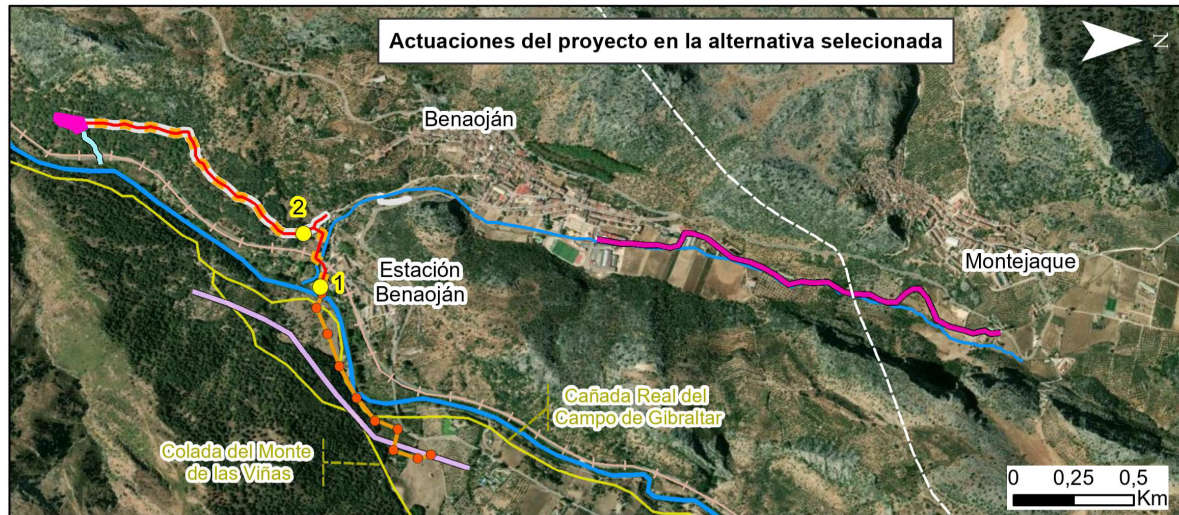 Actuaciones del proyecto en la alternativa selecionada
N
Benaoján
2
Estación
Benaoján
1
Montejaque
Cañada Real del
Campo de Gibraltar
Colada del Monte
de las Viñas
0 0,25 0,5
Km